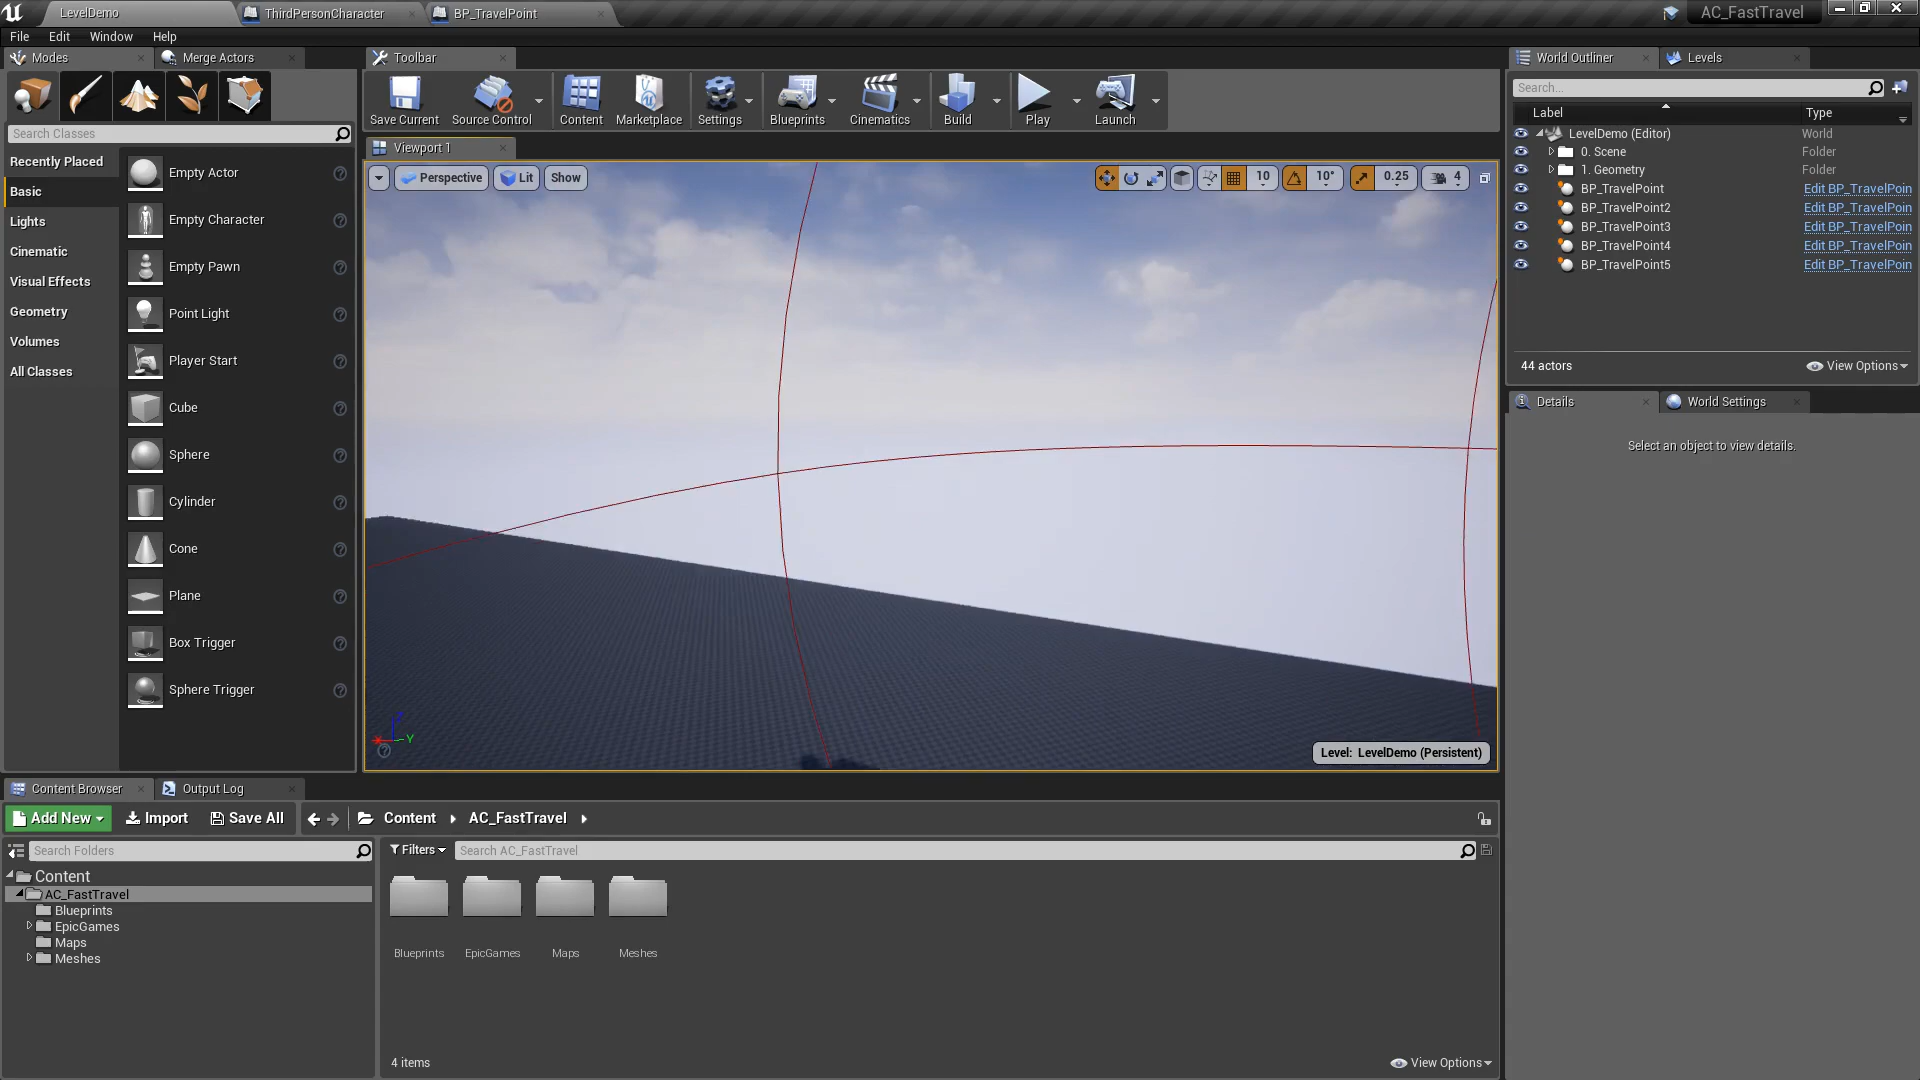 LevelDemo
ThirdPersonCharacter
BP_TravelPoint
AC_FastTravel
File
Edit
Window
Help
Modes
Merge Actors
Toolbar
World Outliner
Levels
Save Current
Source Control
Content
Marketplace
Settings
Blueprints
Cinematics
Build
Play
Launch
Search...
Label
Type
Search Classes
Viewport 1
LevelDemo (Editor)
World
0. Scene
Folder
1. Geometry
Folder
BP_TravelPoint
Edit BP_TravelPoin
BP_TravelPoint2
Edit BP_TravelPoin
BP_TravelPoint3
Edit BP_TravelPoin
BP_TravelPoint4
Edit BP_TravelPoin
BP_TravelPoint5
Edit BP_TravelPoin
44 actors
View Options
Details
World Settings
Select an object to view details.
Recently Placed
Basic
Lights
Cinematic
Visual Effects
Geometry
Volumes
All Classes
Empty Actor
Empty Character
Empty Pawn
Point Light
Player Start
Cube
Sphere
Cylinder
Cone
Plane
Box Trigger
Sphere Trigger
Perspective
Lit
Show
10
10°
0.25
4
Y
Level: LevelDemo (Persistent)
Content Browser
Output Log
Add New
Import
Save All
Content
AC_FastTravel
Search Folders
Filters
Search AC_FastTravel
Content
AC_FastTravel
Blueprints
EpicGames
Maps
Meshes
Blueprints
EpicGames
Maps
Meshes
4 items
View Options